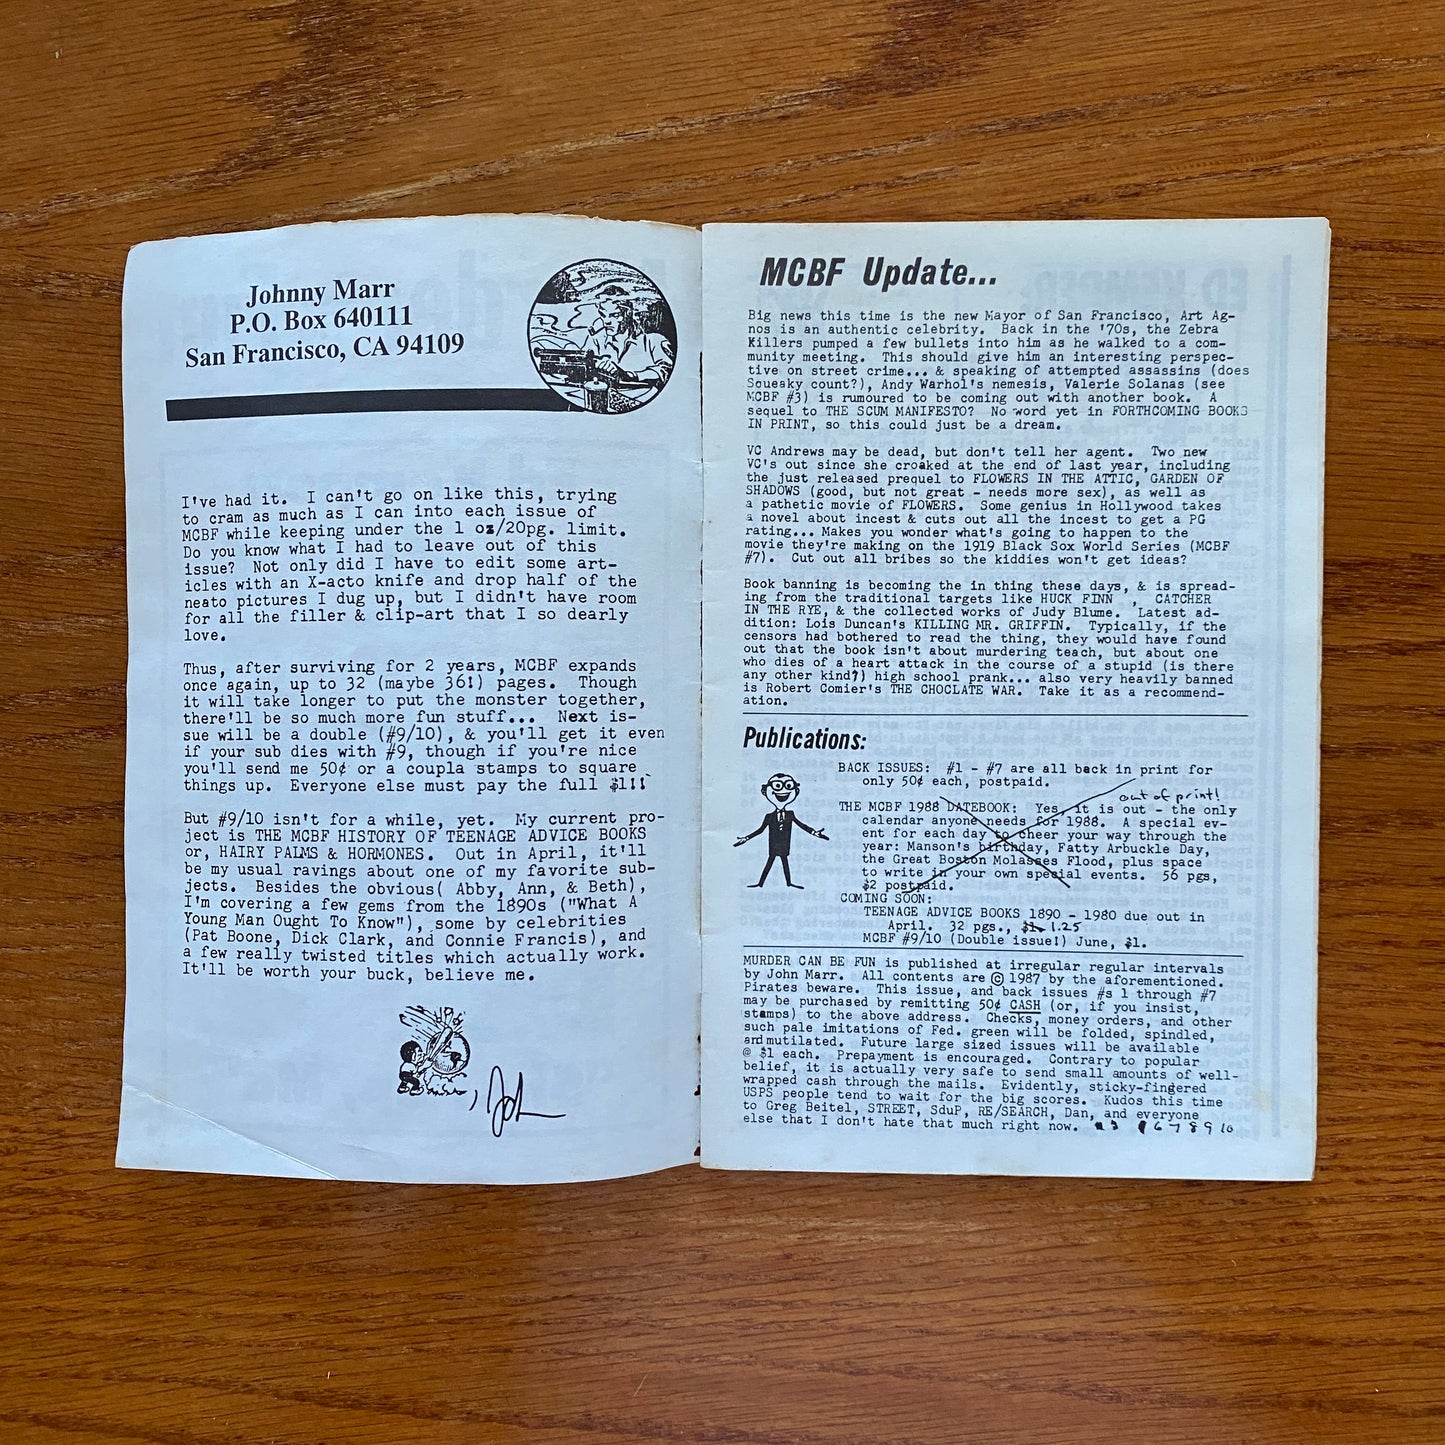 Johnny Marr
P.O. Box 640111
San Francisco, CA 94109
I've had it. I can't go on like this, trying
to cram as much as I can into each issue of
MCBF while keeping under the 1 oz/20pg. limit.
Do you know what I had to leave out of this
issue? Not only did I have to edit some art-
icles with an X-acto knife and drop half of the
neato pictures I dug up, but I didn't have room
for all the filler & clip-art that I so dearly
love.
Thus, after surviving for 2 years, MCBF expands
once again, up to 32 (maybe 36!) pages. Though
it will take longer to put the monster together,
there'll be so much more fun stuff... Next is-
sue will be a double (#9/10), & you'll get it even
if your sub dies with #9, though if you're nice
you'll send me 50¢ or a coupla stamps to square
things up. Everyone else must pay the full $1!!
But #9/10 isn't for a while, yet. My current pro-
ject is THE MCBF HISTORY OF TEENAGE ADVICE BOOKS
or, HAIRY PALMS & HORMONES. Out in April, it'll
be my usual ravings about one of my favorite sub-
jects. Besides the obvious( Abby, Ann, & Beth),
I'm covering a few gems from the 1890s ("What A
Young Man Ought To Know"), some by celebrities
(Pat Boone, Dick Clark, and Connie Francis), and
a few really twisted titles which actually work.
It'll be worth your buck, believe me.
, John
MCBF Update...
Big news this time is the new Mayor of San Francisco, Art Ag-
nos is an authentic celebrity. Back in the '70s, the Zebra
Killers pumped a few bullets into him as he walked to a com-
munity meeting. This should give him an interesting perspec-
tive on street crime... & speaking of attempted assassins (does
Squeaky count?), Andy Warhol's nemesis, Valerie Solanas (see
MCBF #3) is rumoured to be coming out with another book. A
sequel to THE SCUM MANIFESTO? No word yet in FORTHCOMING BOOKS
IN PRINT, so this could just be a dream.
VC Andrews may be dead, but don't tell her agent. Two new
VC's out since she croaked at the end of last year, including
the just released prequel to FLOWERS IN THE ATTIC, GARDEN OF
SHADOWS (good, but not great - needs more sex), as well as
a pathetic movie of FLOWERS. Some genius in Hollywood takes
a novel about incest & cuts out all the incest to get a PG
rating... Makes you wonder what's going to happen to the
movie they're making on the 1919 Black Sox World Series (MCBF
#7). Cut out all bribes so the kiddies won't get ideas?
Book banning is becoming the in thing these days, & is spread-
ing from the traditional targets like HUCK FINN , CATCHER
IN THE RYE, & the collected works of Judy Blume. Latest ad-
dition: Lois Duncan's KILLING MR. GRIFFIN. Typically, if the
censors had bothered to read the thing, they would have found
out that the book isn't about murdering teach, but about one
who dies of a heart attack in the course of a stupid (is there
any other kind?) high school prank... also very heavily banned
is Robert Comier's THE CHOCLATE WAR. Take it as a recommend-
ation.
Publications:
BACK ISSUES: #1 - #7 are all back in print for
only 50¢ each, postpaid.
out of print!
THE MCBF 1988 DATEBOOK: Yes, it is out - the only
calendar anyone needs for 1988. A special ev-
ent for each day to cheer your way through the
year: Manson's birthday, Fatty Arbuckle Day,
the Great Boston Molasses Flood, plus space
to write in your own special events. 56 pgs,
$2 postpaid.
COMING SOON:
TEENAGE ADVICE BOOKS 1890 - 1980 due out in
April. 32 pgs., $1. 1.25
MCBF #9/10 (Double issue!) June, $1.
MURDER CAN BE FUN is published at irregular regular intervals
by John Marr. All contents are © 1987 by the aforementioned.
Pirates beware. This issue, and back issues #s 1 through #7
may be purchased by remitting 50¢ CASH (or, if you insist,
stamps) to the above address. Checks, money orders, and other
such pale imitations of Fed. green will be folded, spindled,
and mutilated. Future large sized issues will be available
@ $1 each. Prepayment is encouraged. Contrary to popular
belief, it is actually very safe to send small amounts of well-
wrapped cash through the mails. Evidently, sticky-fingered
USPS people tend to wait for the big scores. Kudos this time
to Greg Beitel, STREET, SduP, RE/SEARCH, Dan, and everyone
else that I don't hate that much right now. 6 7 8 9 10